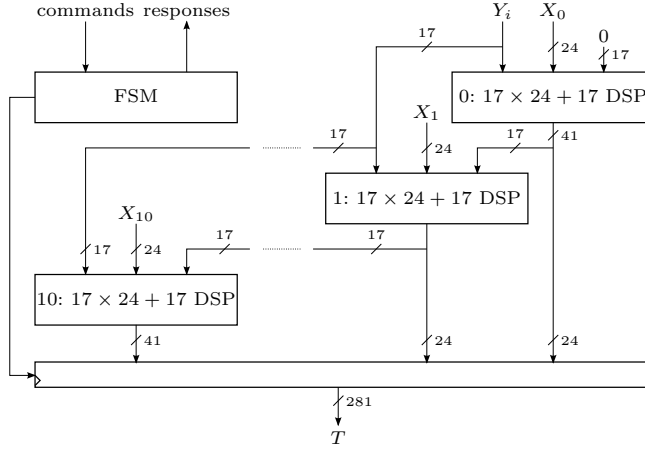 commands responses
Y_i X_0 0
17 24 17
FSM
0: 17 × 24 + 17 DSP
X_1
41
17 24 17
1: 17 × 24 + 17 DSP
X_10
17 24 17 17
10: 17 × 24 + 17 DSP
41 24 24
281
T